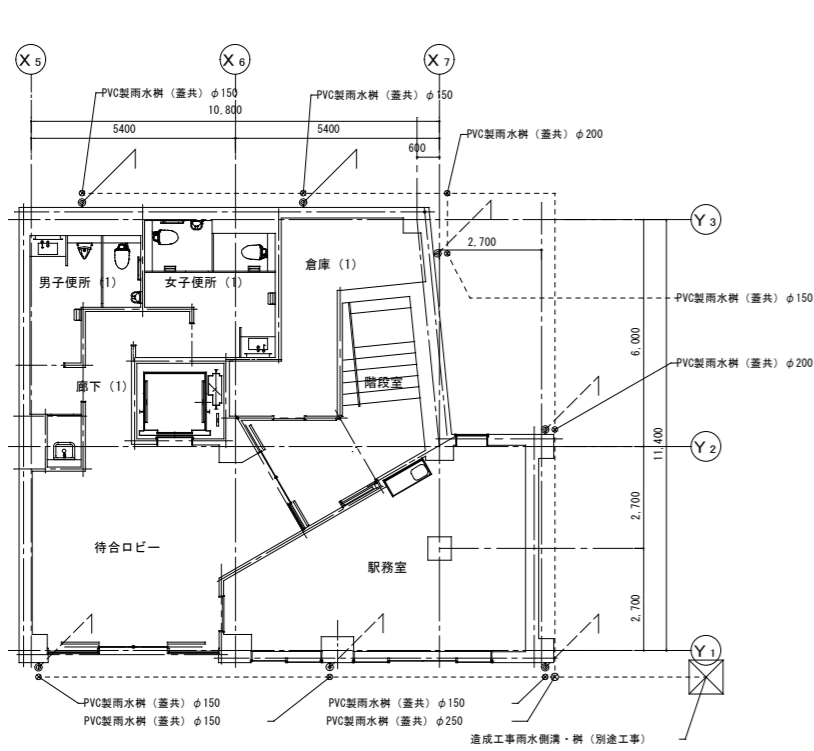 X5
X6
X7
PVC製雨水桝（蓋共）φ150
PVC製雨水桝（蓋共）φ150
10,800
5400
5400
PVC製雨水桝（蓋共）φ200
600
Y3
2,700
男子便所（1）
女子便所（1）
倉庫（1）
PVC製雨水桝（蓋共）φ150
6,000
PVC製雨水桝（蓋共）φ200
廊下（1）
階段室
11,400
Y2
2,700
待合ロビー
駅務室
2,700
Y1
PVC製雨水桝（蓋共）φ150
PVC製雨水桝（蓋共）φ150
PVC製雨水桝（蓋共）φ150
PVC製雨水桝（蓋共）φ250
造成工事雨水側溝・桝（別途工事）